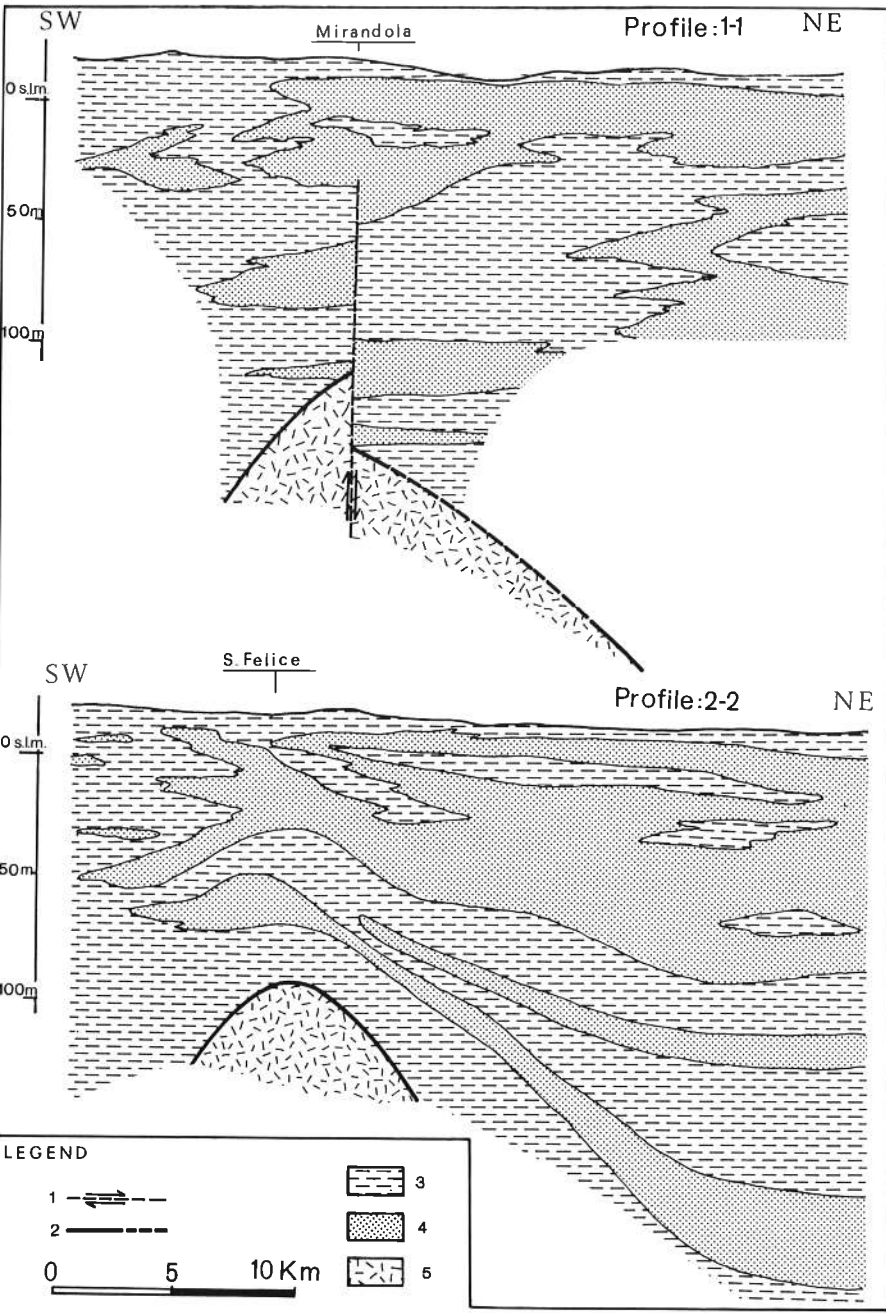 SW
Mirandola
Profile:1-1
NE
0 s.l.m.
50m
100m
SW
S. Felice
Profile:2-2
NE
0 s.l.m.
50m
100m
LEGEND
1
2
3
4
5
0 5 10 Km